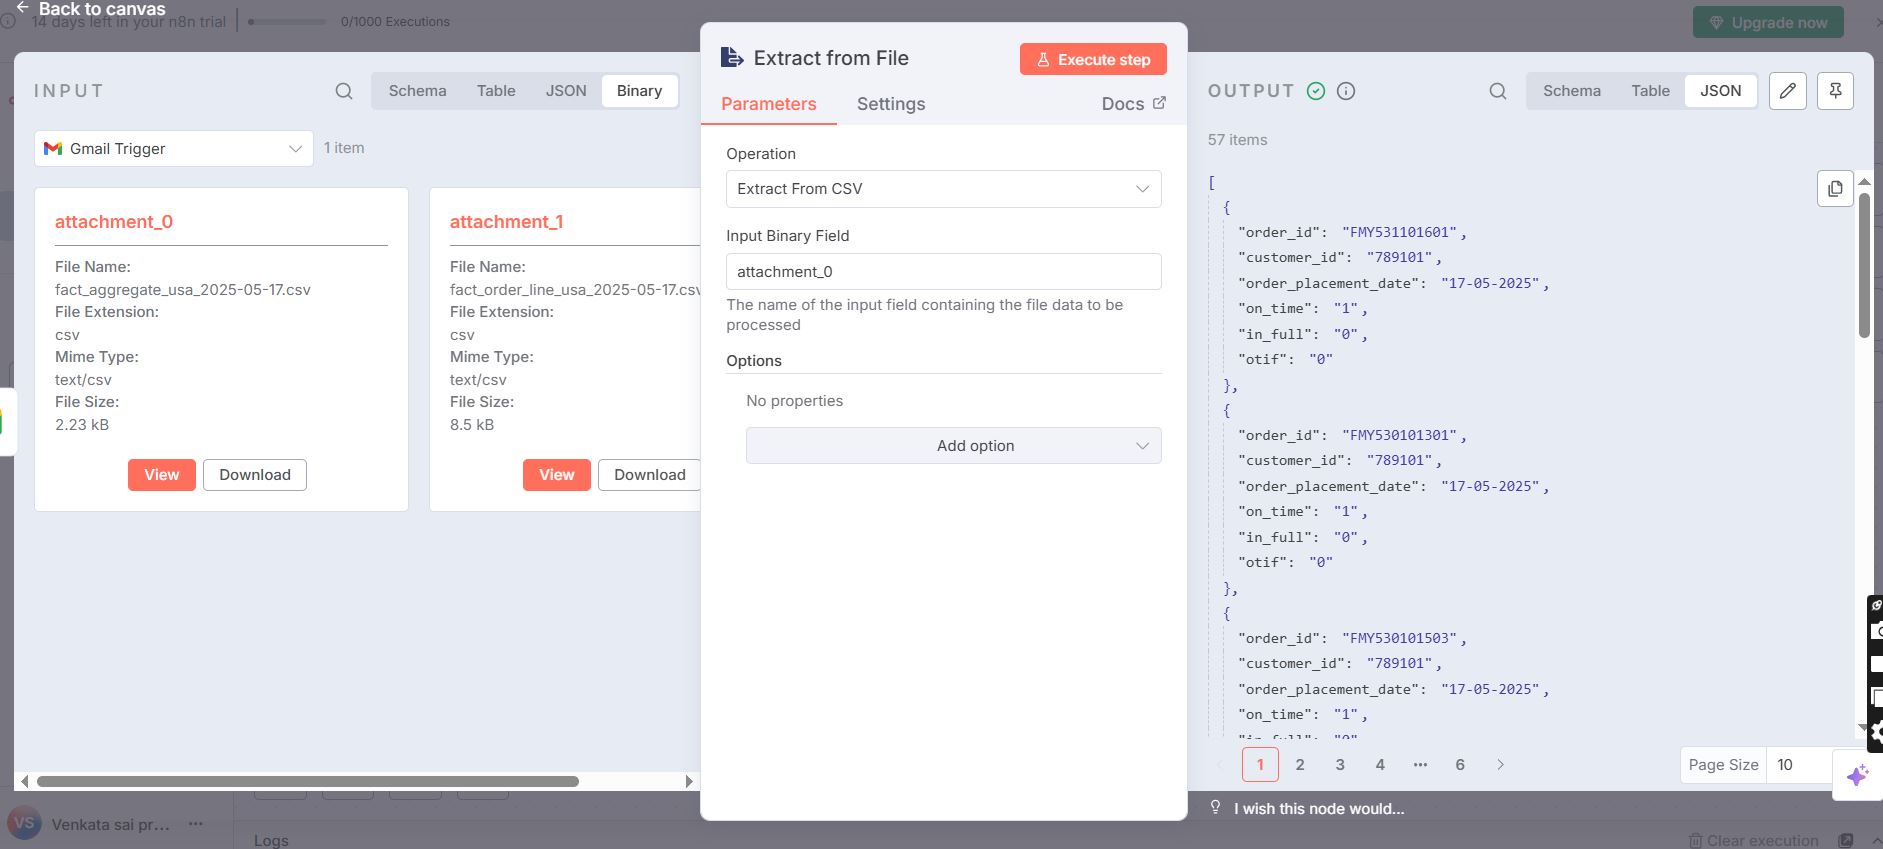 Back to canvas
14 days left in your n8n trial
0/1000 Executions
Upgrade now
INPUT
Schema
Table
JSON
Binary
Gmail Trigger
1 item
attachment_0
File Name:
fact_aggregate_usa_2025-05-17.csv
File Extension:
csv
Mime Type:
text/csv
File Size:
2.23 kB
View
Download
attachment_1
File Name:
fact_order_line_usa_2025-05-17.csv
File Extension:
csv
Mime Type:
text/csv
File Size:
8.5 kB
View
Download
Extract from File
Execute step
Parameters
Settings
Docs
Operation
Extract From CSV
Input Binary Field
attachment_0
The name of the input field containing the file data to be
processed
Options
No properties
Add option
OUTPUT
Schema
Table
JSON
57 items
[
{
"order_id": "FMY531101601",
"customer_id": "789101",
"order_placement_date": "17-05-2025",
"on_time": "1",
"in_full": "0",
"otif": "0"
},
{
"order_id": "FMY530101301",
"customer_id": "789101",
"order_placement_date": "17-05-2025",
"on_time": "1",
"in_full": "0",
"otif": "0"
},
{
"order_id": "FMY530101503",
"customer_id": "789101",
"order_placement_date": "17-05-2025",
"on_time": "1",
"in_full": "0"
1
2
3
4
...
6
Page Size
10
I wish this node would...
VS
Venkata sai pr...
Logs
Clear execution